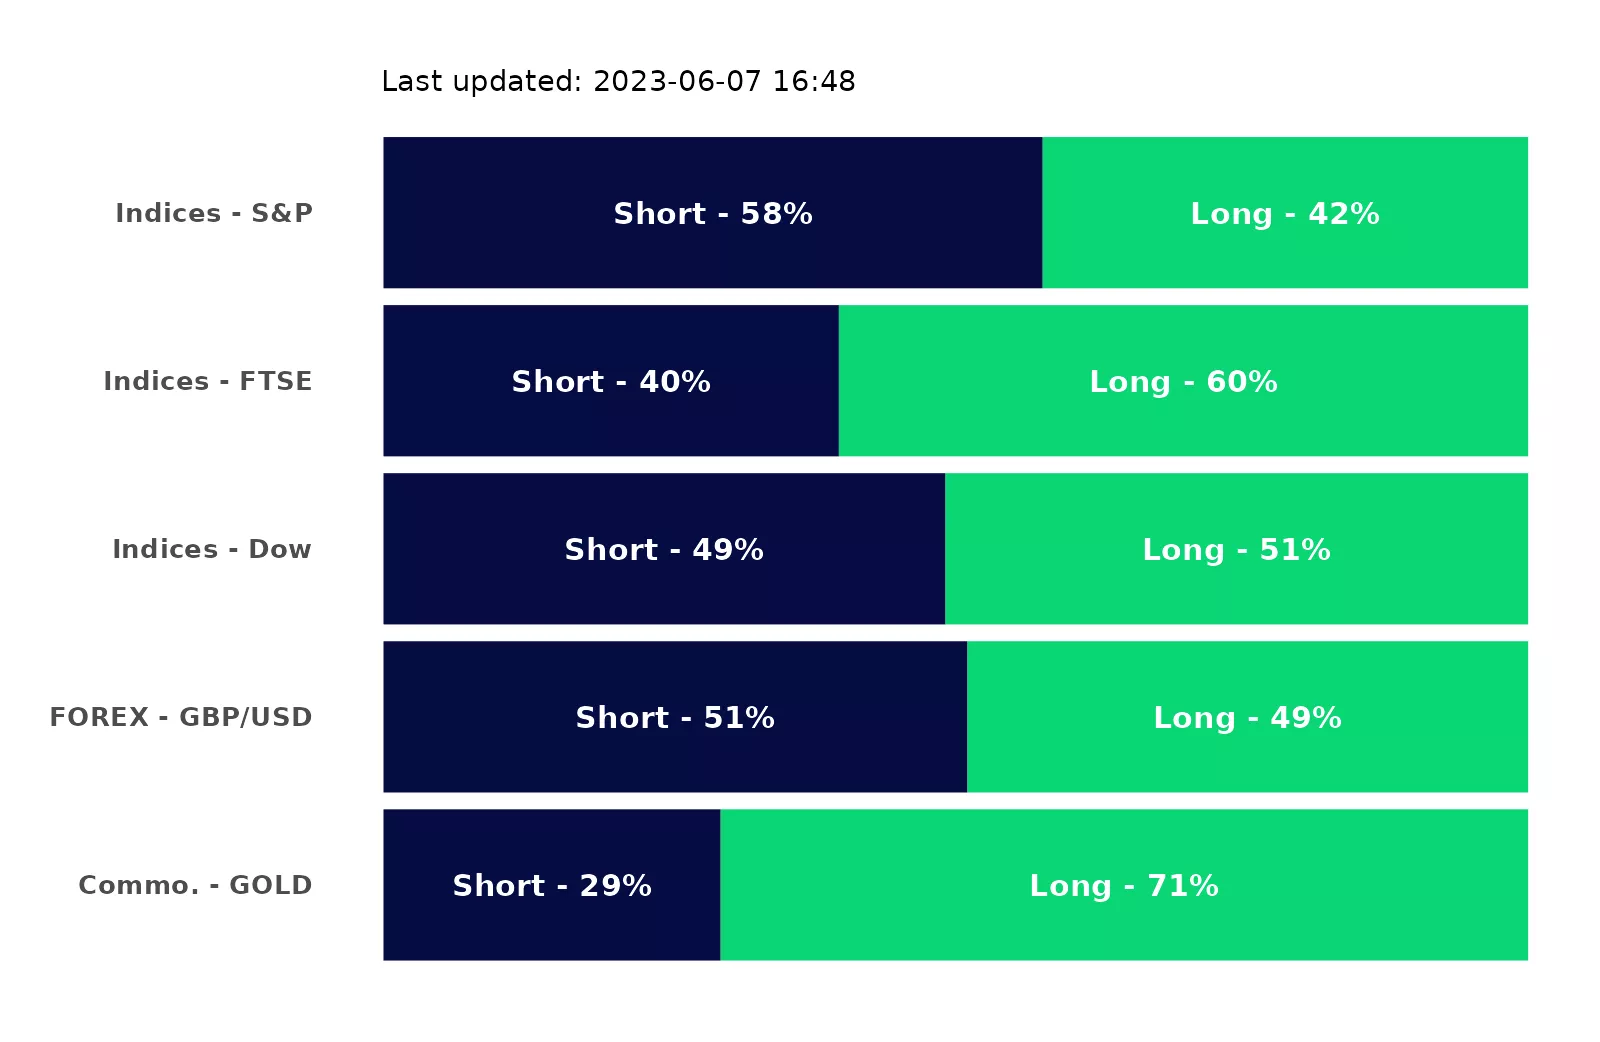 Last updated: 2023-06-07 16:48
Indices - S&P Short - 58% Long - 42%
Indices - FTSE Short - 40% Long - 60%
Indices - Dow Short - 49% Long - 51%
FOREX - GBP/USD Short - 51% Long - 49%
Commo. - GOLD Short - 29% Long - 71%